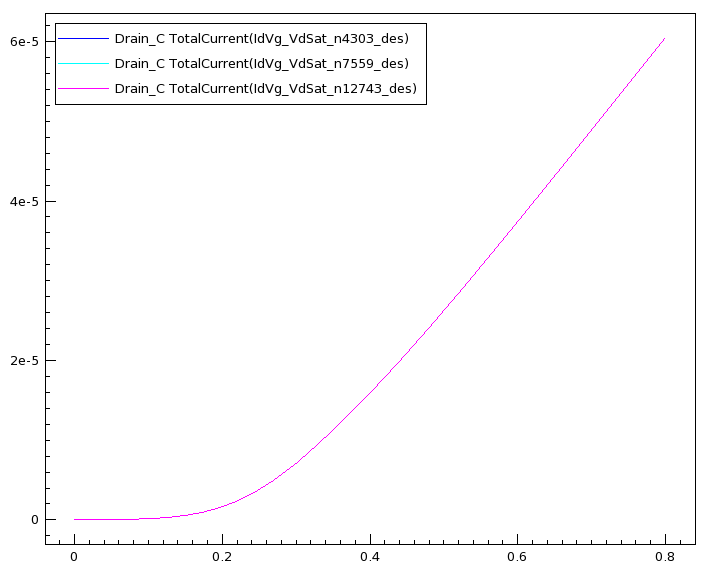 Drain_C TotalCurrent(IdVg_VdSat_n4303_des)
Drain_C TotalCurrent(IdVg_VdSat_n7559_des)
Drain_C TotalCurrent(IdVg_VdSat_n12743_des)
6e-5
4e-5
2e-5
0
0 0.2 0.4 0.6 0.8